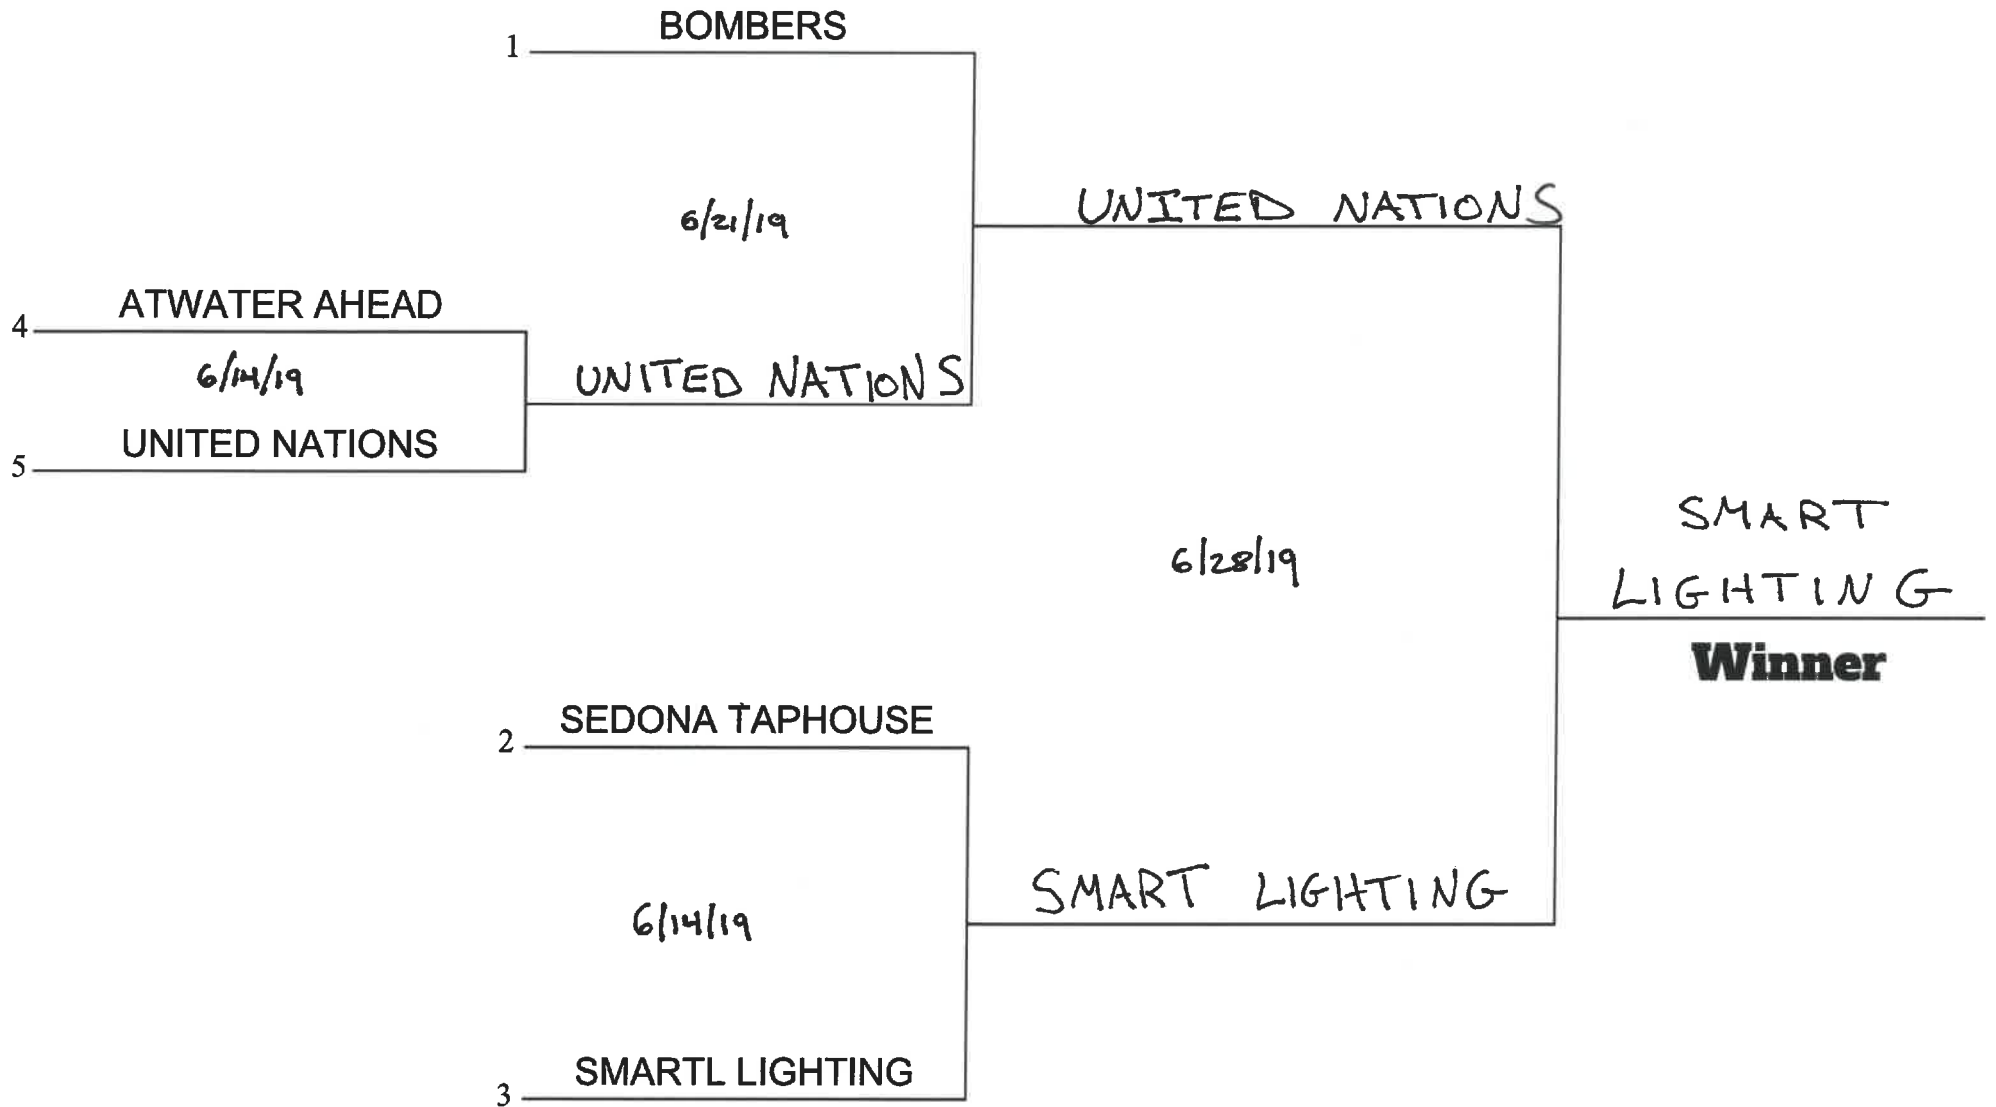 BOMBERS
1
6/21/19
UNITED NATIONS
ATWATER AHEAD
4
6/14/19
UNITED NATIONS
UNITED NATIONS
5
SMART
LIGHTING
6/28/19
Winner
SEDONA TAPHOUSE
2
SMART LIGHTING
6/14/19
SMARTL LIGHTING
3